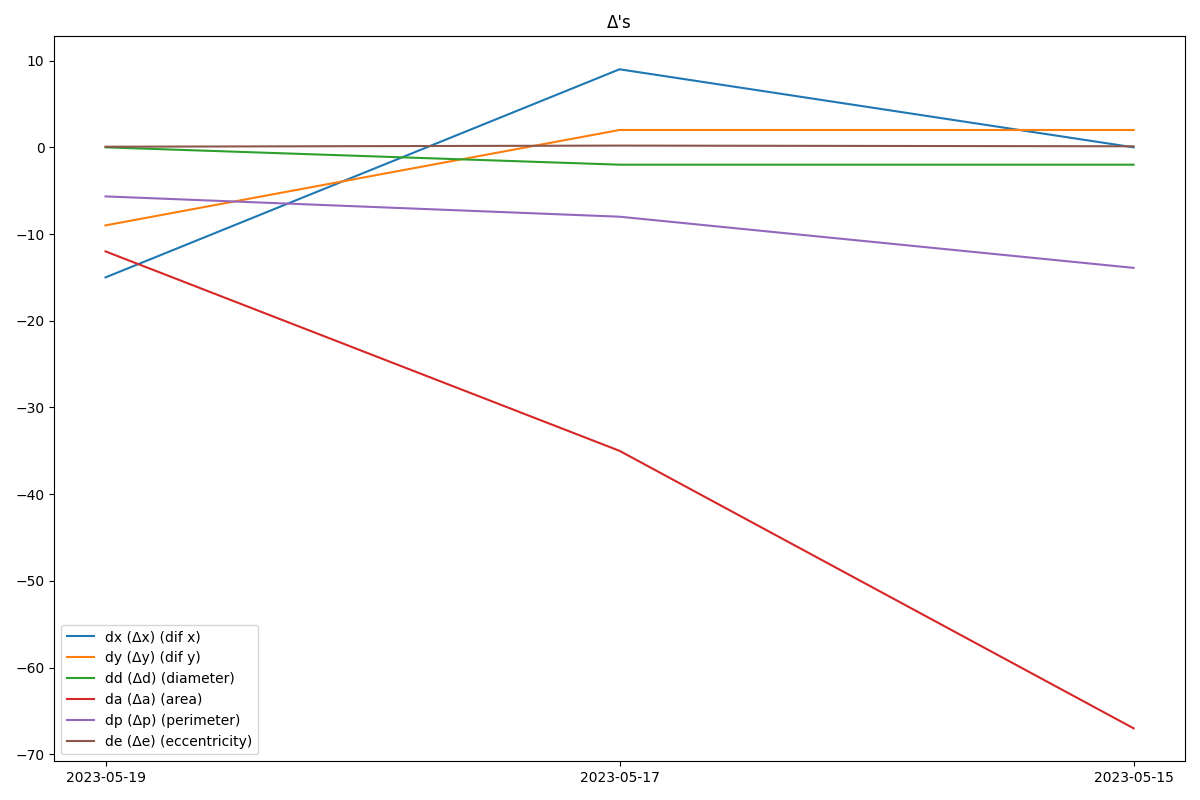 Δ's
10
0
−10
−20
−30
−40
−50
−60
−70
dx (Δx) (dif x)
dy (Δy) (dif y)
dd (Δd) (diameter)
da (Δa) (area)
dp (Δp) (perimeter)
de (Δe) (eccentricity)
2023-05-19 2023-05-17 2023-05-15